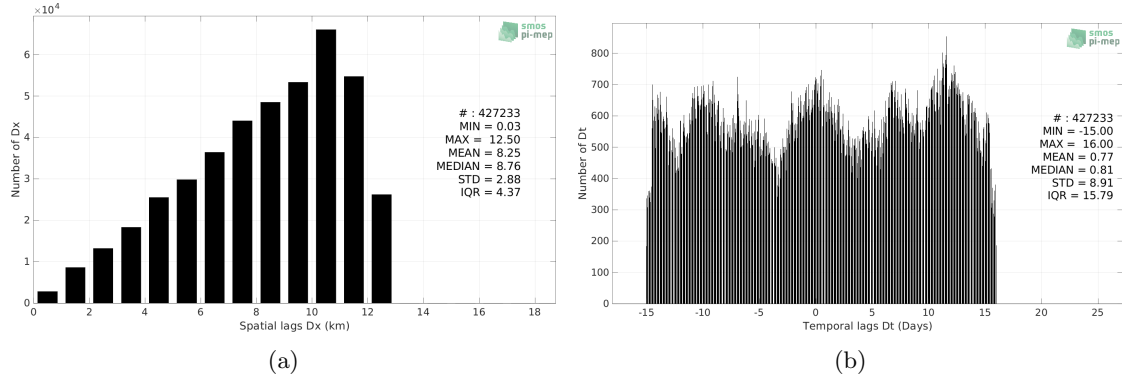 ×10⁴
smos
pi-mep
6
5
4
3
2
1
0
Number of Dx
# : 427233
MIN = 0.03
MAX = 12.50
MEAN = 8.25
MEDIAN = 8.76
STD = 2.88
IQR = 4.37
0 2 4 6 8 10 12 14 16 18
Spatial lags Dx (km)
(a)
smos
pi-mep
800
700
600
500
400
300
200
100
0
Number of Dt
# : 427233
MIN = -15.00
MAX = 16.00
MEAN = 0.77
MEDIAN = 0.81
STD = 8.91
IQR = 15.79
-15 -10 -5 0 5 10 15 20 25
Temporal lags Dt (Days)
(b)